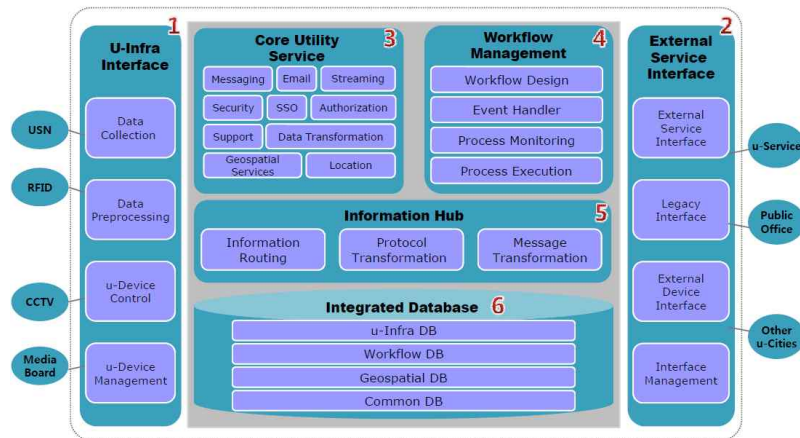 1
U-Infra
Interface
Data
Collection
Data
Preprocessing
u-Device
Control
u-Device
Management
USN
RFID
CCTV
Media
Board
3
Core Utility
Service
Messaging Email Streaming
Security SSO Authorization
Support Data Transformation
Geospatial
Services
Location
4
Workflow
Management
Workflow Design
Event Handler
Process Monitoring
Process Execution
5
Information Hub
Information
Routing
Protocol
Transformation
Message
Transformation
6
Integrated Database
u-Infra DB
Workflow DB
Geospatial DB
Common DB
2
External
Service
Interface
External
Service
Interface
Legacy
Interface
External
Device
Interface
Interface
Management
u-Service
Public
Office
Other
u-Cities